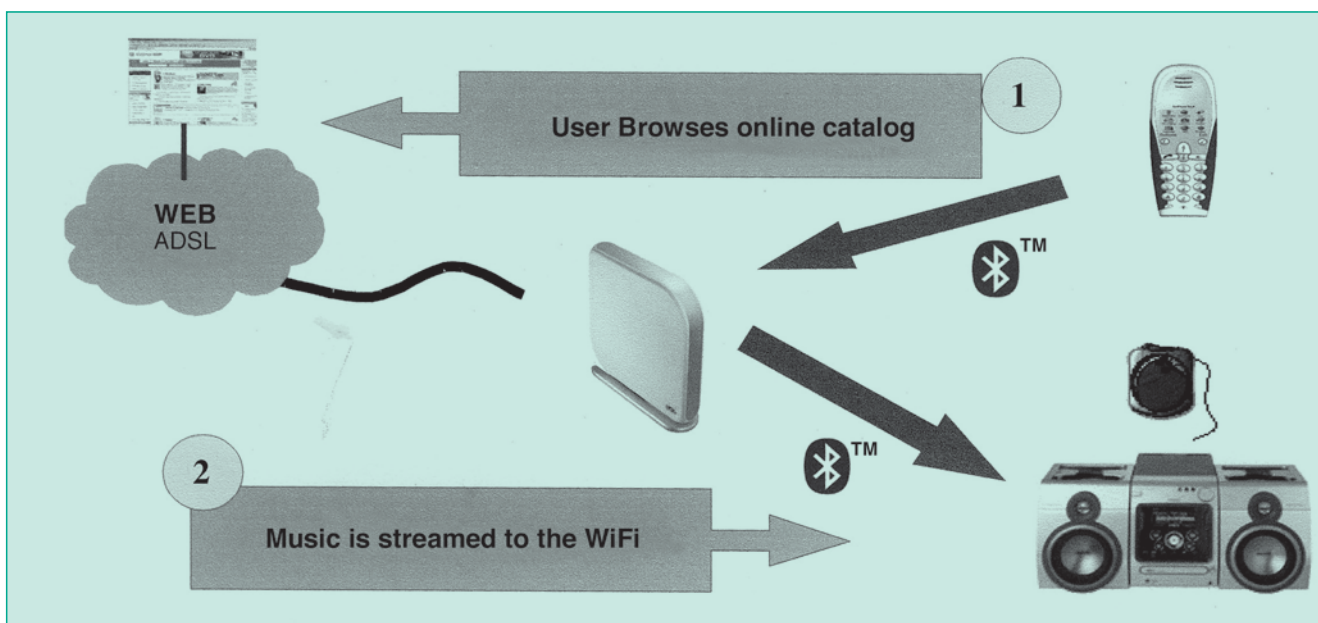 1
User Browses online catalog
WEB
ADSL
TM
TM
2
Music is streamed to the WiFi